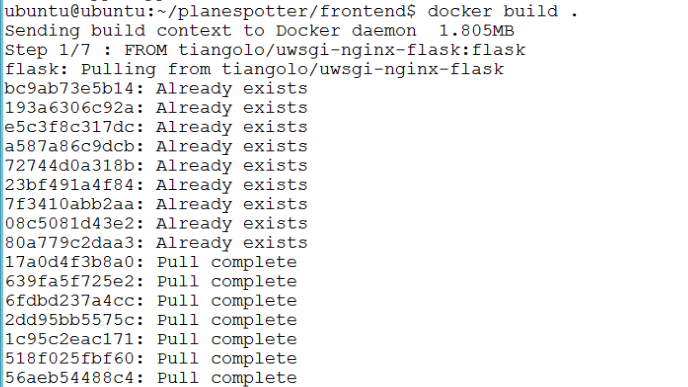 ubuntu@ubuntu:~/planespotter/frontend$ docker build .
Sending build context to Docker daemon  1.805MB
Step 1/7 : FROM tiangolo/uwsgi-nginx-flask:flask
flask: Pulling from tiangolo/uwsgi-nginx-flask
bc9ab73e5b14: Already exists
193a6306c92a: Already exists
e5c3f8c317dc: Already exists
a587a86c9dcb: Already exists
72744d0a318b: Already exists
23bf491a4f84: Already exists
7f3410abb2aa: Already exists
08c5081d43e2: Already exists
80a779c2daa3: Already exists
17a0d4f3b8a0: Pull complete
639fa5f725e2: Pull complete
6fdbd237a4cc: Pull complete
2dd95bb5575c: Pull complete
1c95c2eac171: Pull complete
518f025fbf60: Pull complete
56aeb54488c4: Pull complete